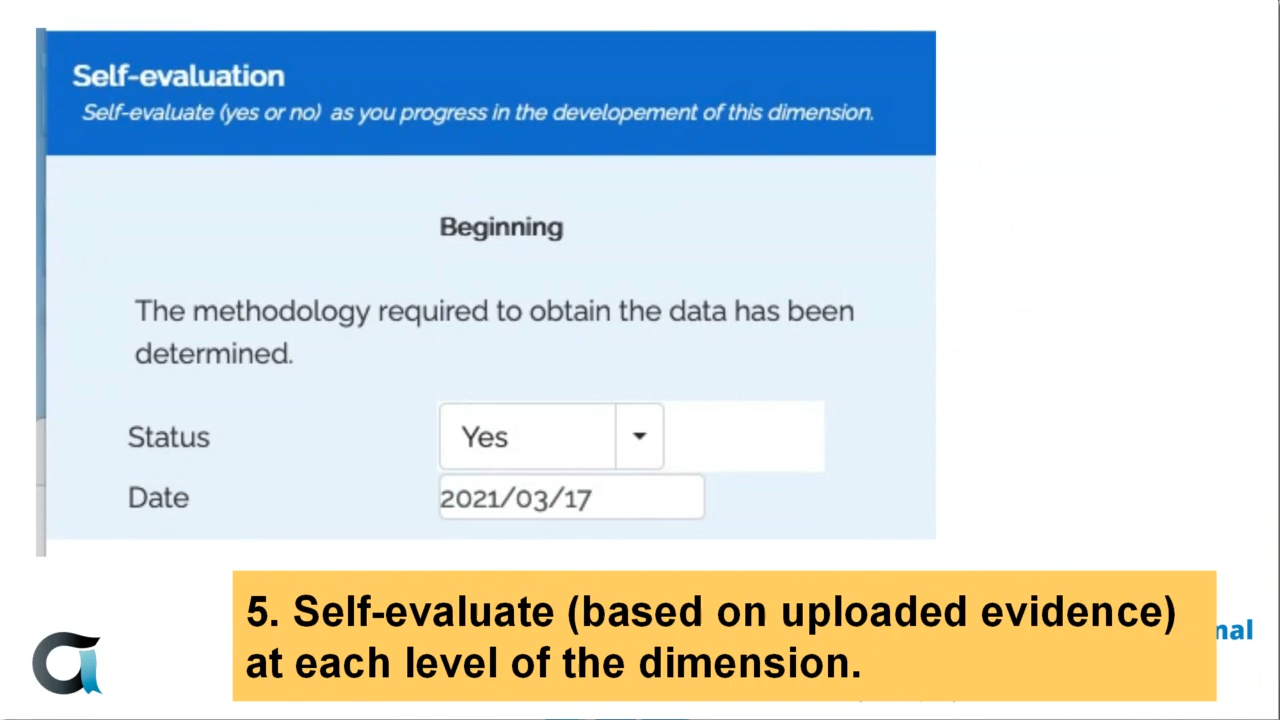 Self-evaluation
Self-evaluate (yes or no) as you progress in the developement of this dimension.
Beginning
The methodology required to obtain the data has been
determined.
Status Yes
Date 2021/03/17
5. Self-evaluate (based on uploaded evidence)
at each level of the dimension.